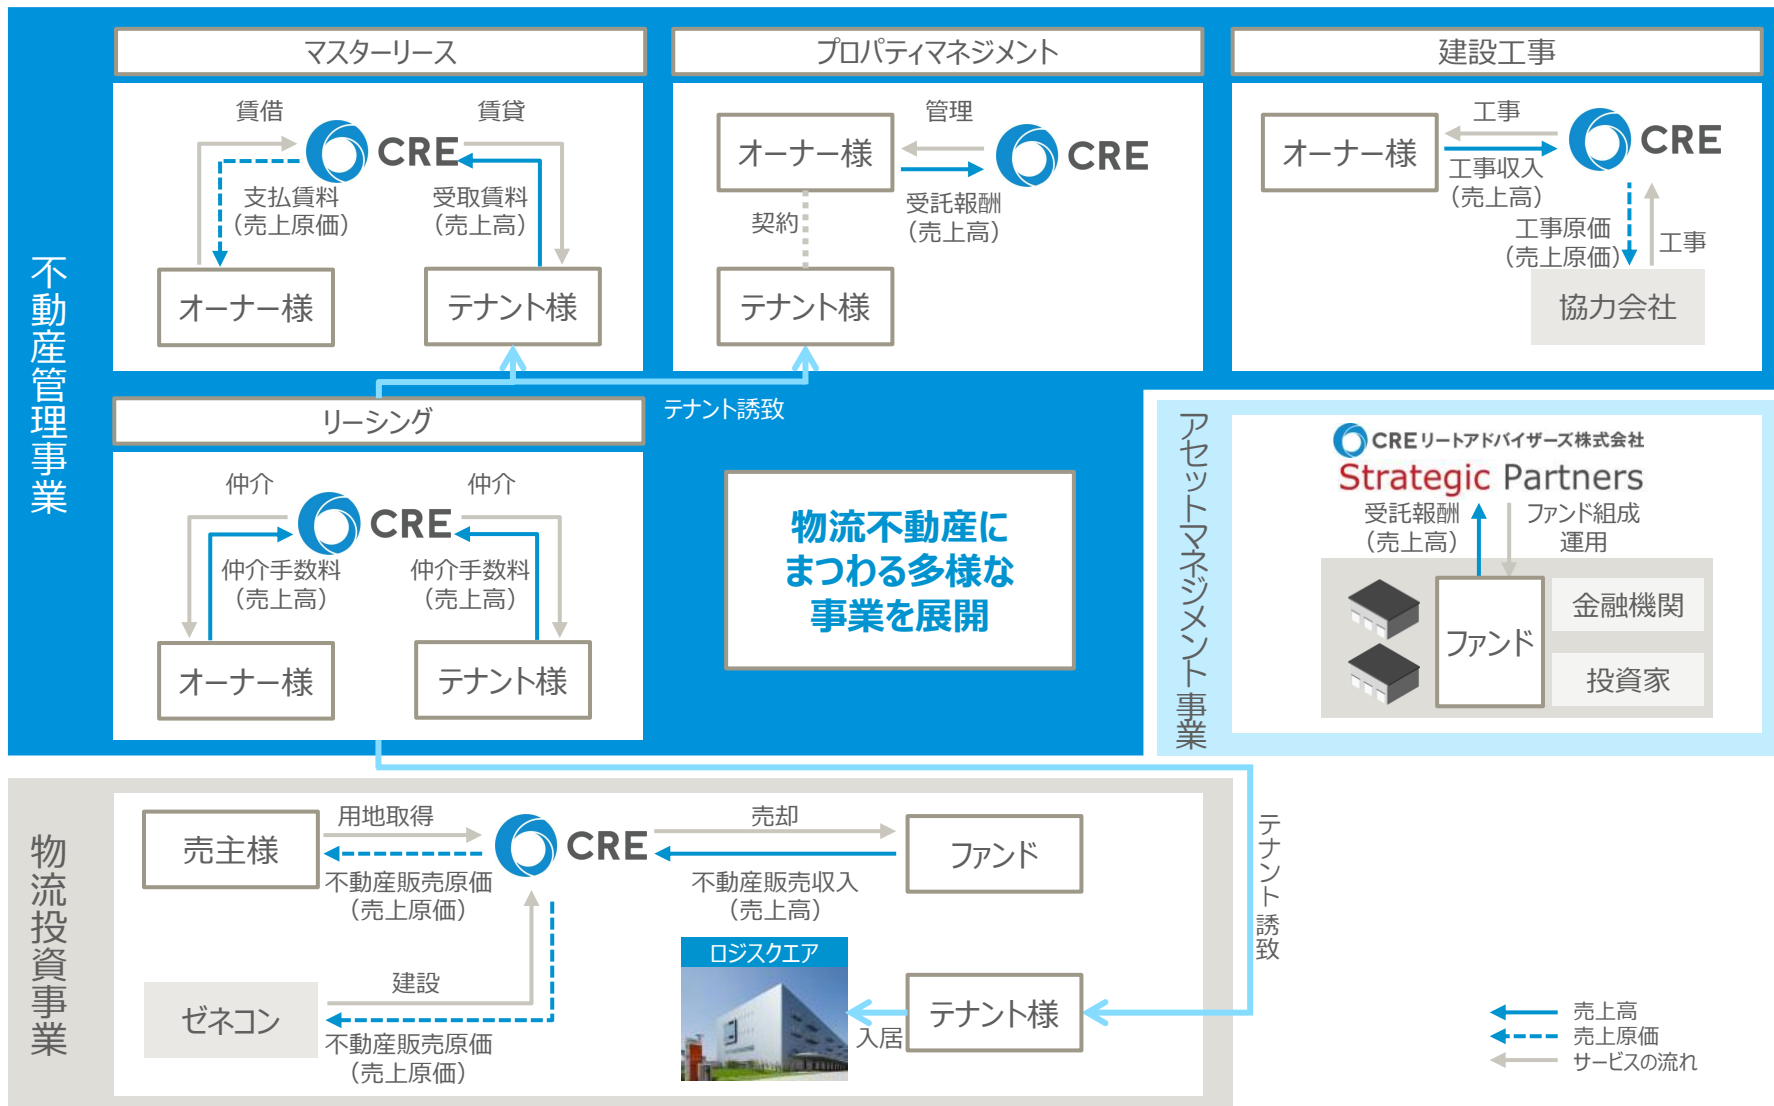 不動産管理事業
マスターリース
賃借
賃貸
CRE
支払賃料
（売上原価）
受取賃料
（売上高）
オーナー様
テナント様
プロパティマネジメント
オーナー様
管理
CRE
受託報酬
（売上高）
契約
テナント様
建設工事
オーナー様
工事
CRE
工事収入
（売上高）
工事原価
（売上原価）
工事
協力会社
テナント誘致
リーシング
仲介
仲介
CRE
仲介手数料
（売上高）
仲介手数料
（売上高）
オーナー様
テナント様
物流不動産に
まつわる多様な
事業を展開
アセットマネジメント事業
CREリートアドバイザーズ株式会社
Strategic Partners
受託報酬
（売上高）
ファンド組成
運用
ファンド
金融機関
投資家
物流投資事業
売主様
用地取得
CRE
不動産販売原価
（売上原価）
売却
不動産販売収入
（売上高）
ファンド
ゼネコン
建設
不動産販売原価
（売上原価）
ロジスクエア
入居
テナント様
テナント誘致
売上高
売上原価
サービスの流れ